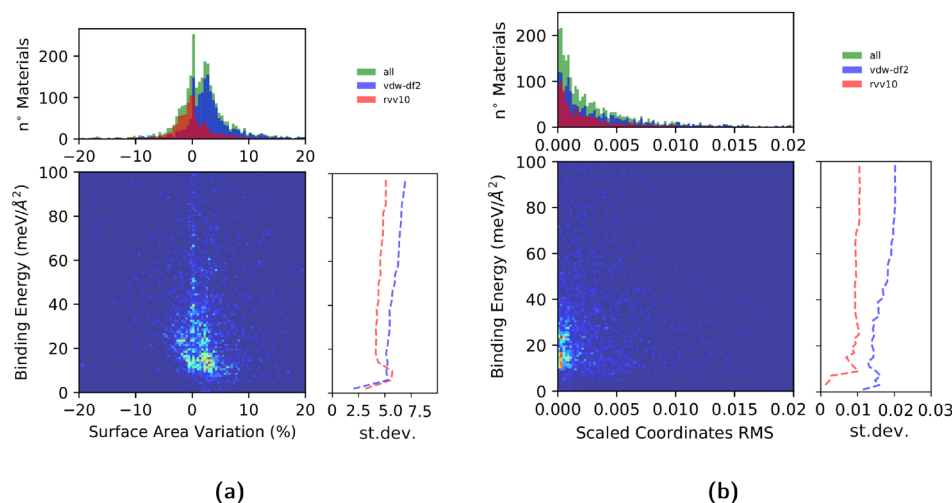 all
vdw-df2
rvv10
n° Materials
200
100
0
−20
−10
0
10
20
Binding Energy (meV/Å²)
100
80
60
40
20
0
−20
−10
0
10
20
Surface Area Variation (%)
0
2.5
5.0
7.5
st.dev.
(a)
all
vdw-df2
rvv10
n° Materials
200
100
0
0.000
0.005
0.010
0.015
0.02
Binding Energy (meV/Å²)
100
80
60
40
20
0
0.000
0.005
0.010
0.015
0.02
Scaled Coordinates RMS
0
0.01
0.02
0.03
st.dev.
(b)